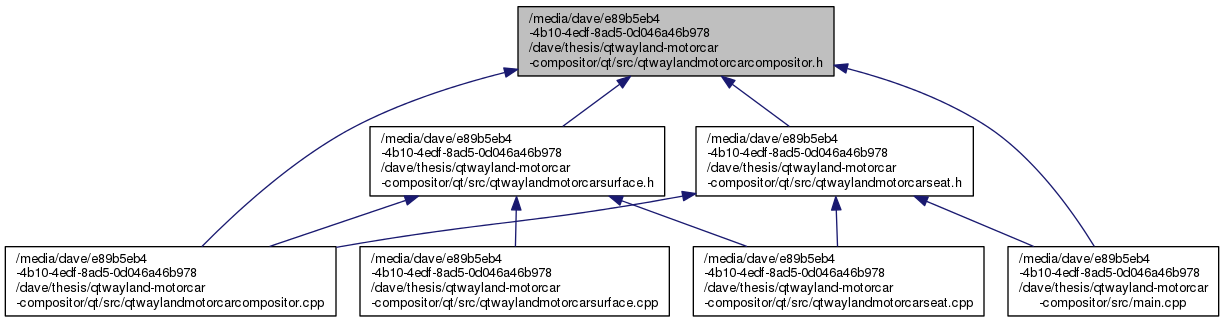 /media/dave/e89b5eb4
-4b10-4edf-8ad5-0d046a46b978
/dave/thesis/qtwayland-motorcar
-compositor/qt/src/qtwaylandmotorcarcompositor.h
/media/dave/e89b5eb4
-4b10-4edf-8ad5-0d046a46b978
/dave/thesis/qtwayland-motorcar
-compositor/qt/src/qtwaylandmotorcarsurface.h
/media/dave/e89b5eb4
-4b10-4edf-8ad5-0d046a46b978
/dave/thesis/qtwayland-motorcar
-compositor/qt/src/qtwaylandmotorcarseat.h
/media/dave/e89b5eb4
-4b10-4edf-8ad5-0d046a46b978
/dave/thesis/qtwayland-motorcar
-compositor/qt/src/qtwaylandmotorcarcompositor.cpp
/media/dave/e89b5eb4
-4b10-4edf-8ad5-0d046a46b978
/dave/thesis/qtwayland-motorcar
-compositor/qt/src/qtwaylandmotorcarsurface.cpp
/media/dave/e89b5eb4
-4b10-4edf-8ad5-0d046a46b978
/dave/thesis/qtwayland-motorcar
-compositor/qt/src/qtwaylandmotorcarseat.cpp
/media/dave/e89b5eb4
-4b10-4edf-8ad5-0d046a46b978
/dave/thesis/qtwayland-motorcar
-compositor/src/main.cpp